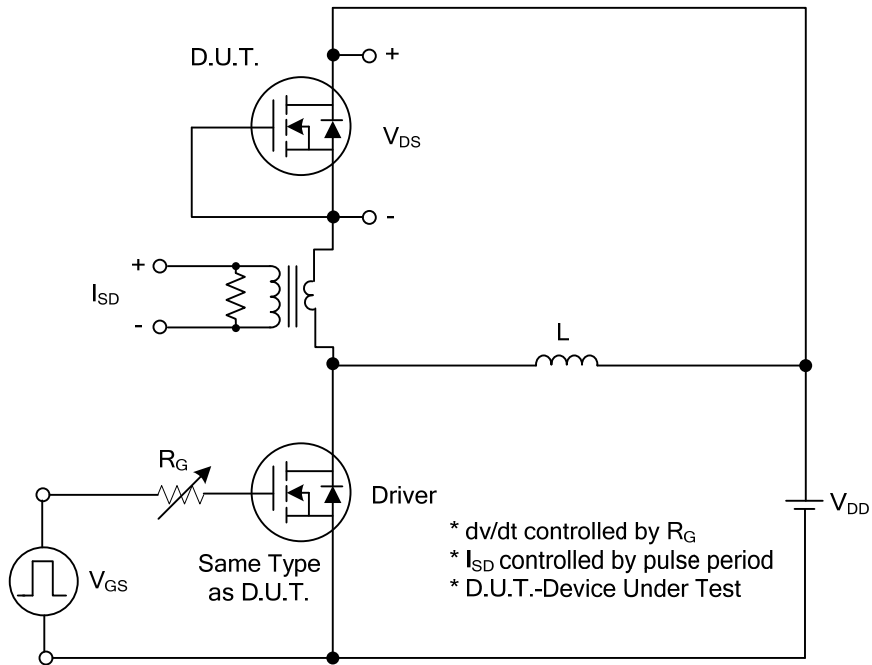 D.U.T.
+
V_DS
-
+
I_SD
-
L
R_G
Driver
V_DD
V_GS
Same Type
as D.U.T.
* dv/dt controlled by R_G
* I_SD controlled by pulse period
* D.U.T.-Device Under Test